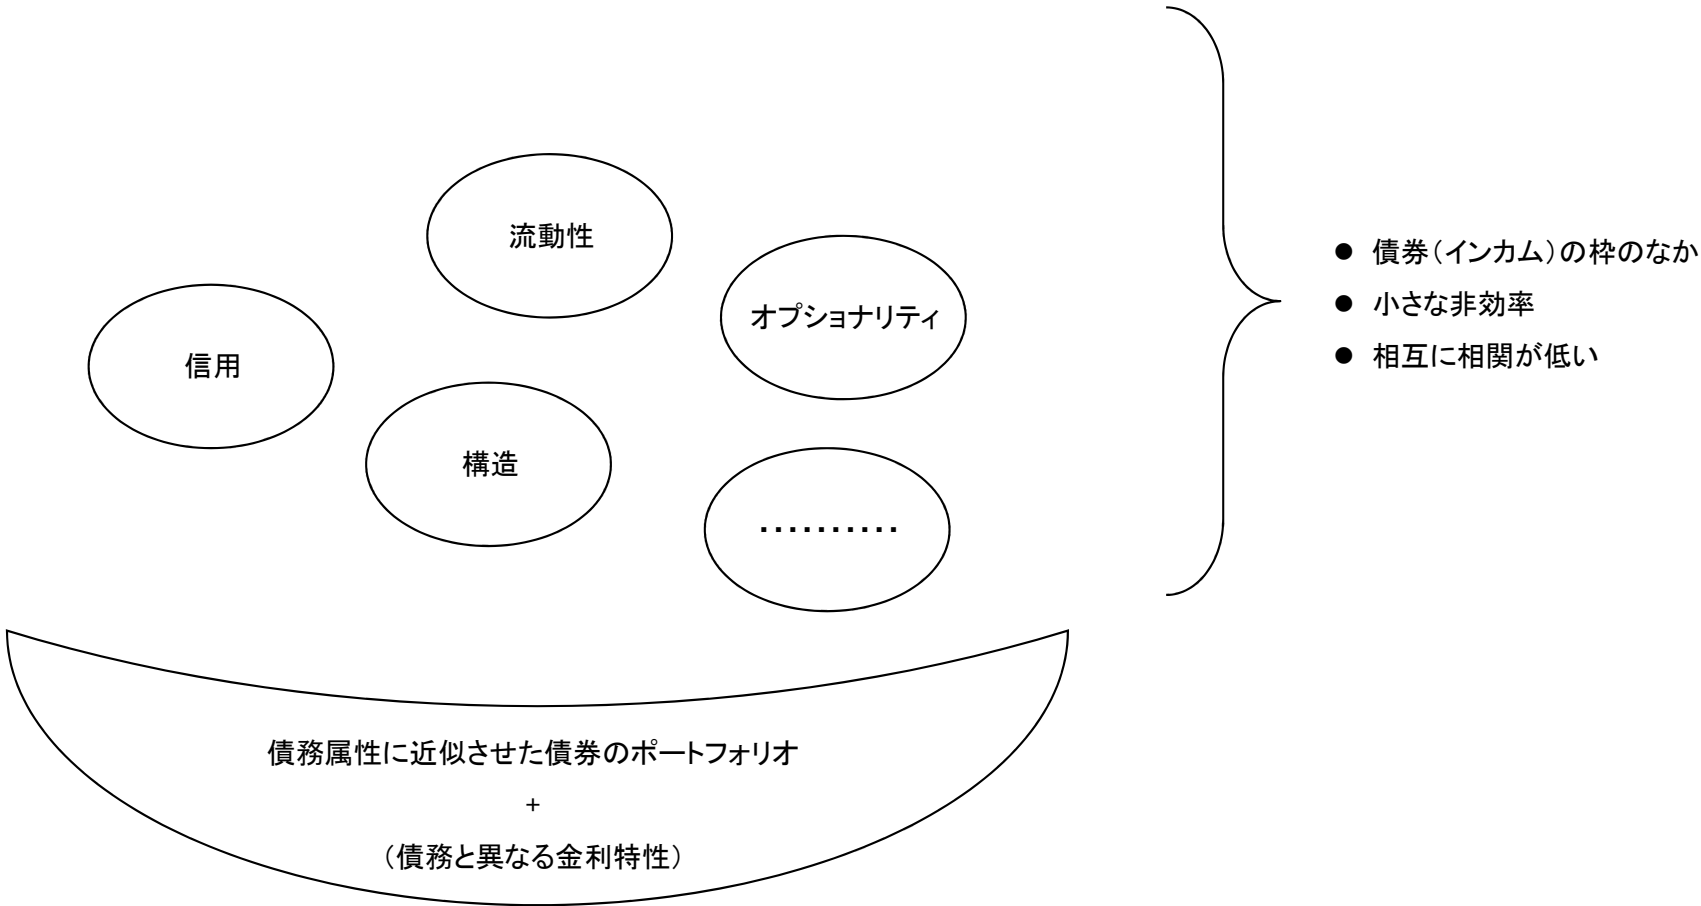 流動性
オプショナリティ
信用
構造
‥‥‥‥‥
● 債券(インカム)の枠のなか
● 小さな非効率
● 相互に相関が低い
債務属性に近似させた債券のポートフォリオ
+
(債務と異なる金利特性)